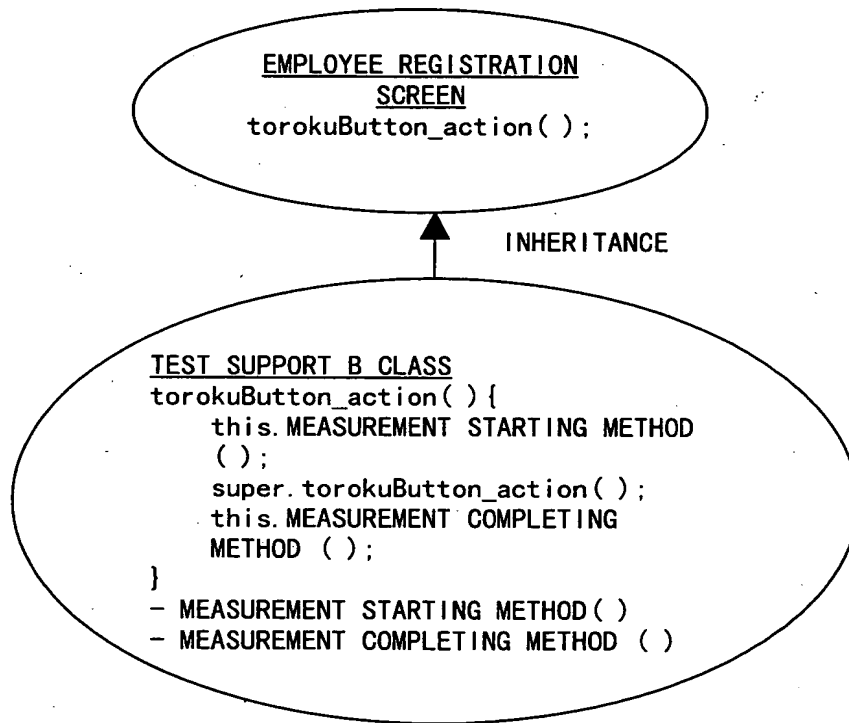 EMPLOYEE REGISTRATION
SCREEN
torokuButton_action( );
INHERITANCE
TEST SUPPORT B CLASS
torokuButton_action( ){
this.MEASUREMENT STARTING METHOD
( );
super.torokuButton_action( );
this.MEASUREMENT COMPLETING
METHOD ( );
}
- MEASUREMENT STARTING METHOD( )
- MEASUREMENT COMPLETING METHOD ( )